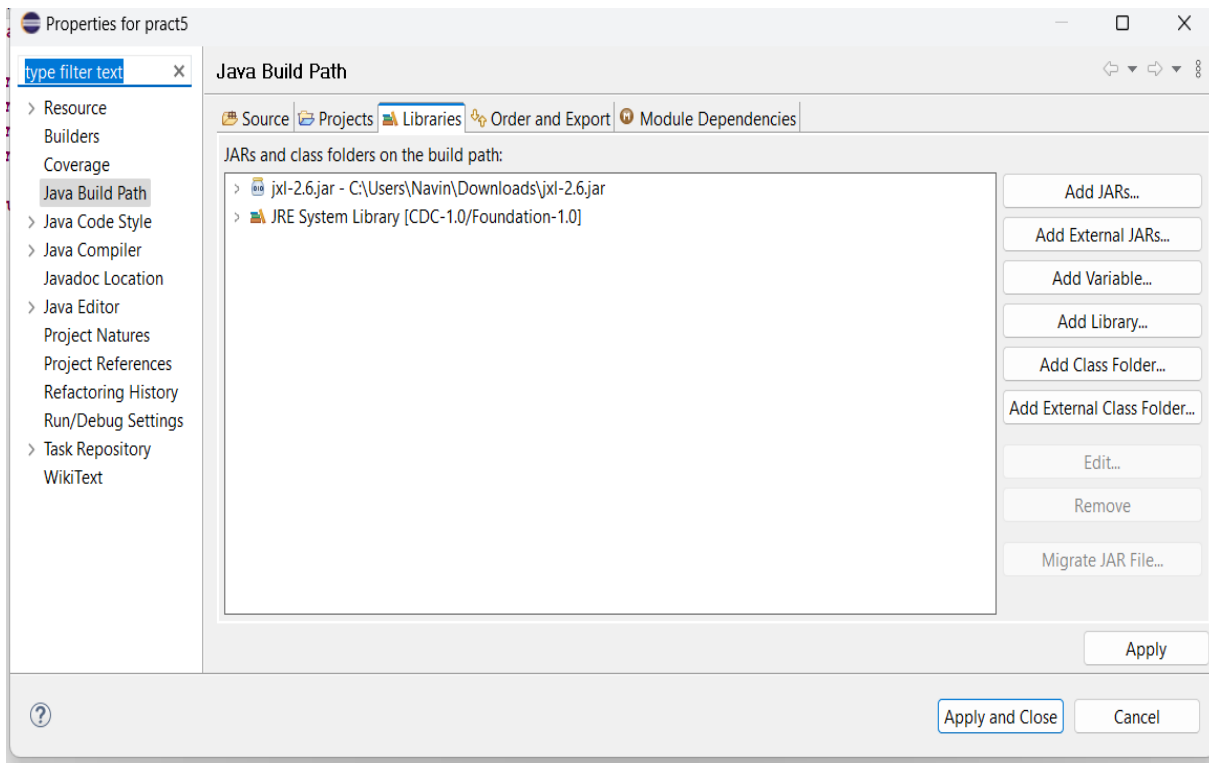 Properties for pract5
type filter text
Java Build Path
Resource
Builders
Coverage
Java Build Path
Java Code Style
Java Compiler
Javadoc Location
Java Editor
Project Natures
Project References
Refactoring History
Run/Debug Settings
Task Repository
WikiText
Source Projects Libraries Order and Export Module Dependencies
JARs and class folders on the build path:
jxl-2.6.jar - C:\Users\Navin\Downloads\jxl-2.6.jar
JRE System Library [CDC-1.0/Foundation-1.0]
Add JARs...
Add External JARs...
Add Variable...
Add Library...
Add Class Folder...
Add External Class Folder...
Edit...
Remove
Migrate JAR File...
Apply
Apply and Close Cancel